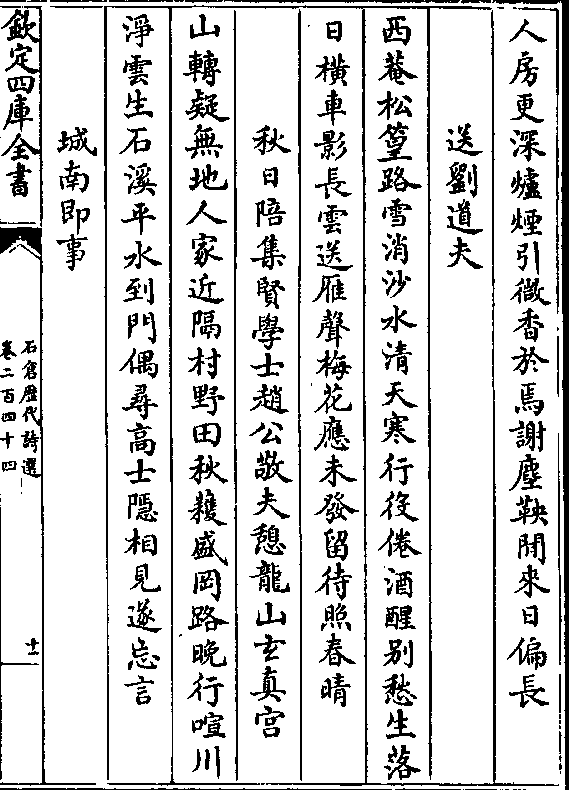 人房更深爐煙引微香於焉謝塵鞅閒來日偏長
送劉道夫
西菴松篁路雪消沙水清天寒行役倦酒醒别愁生落
日橫車影長雲送雁聲梅花應未發留待照春晴
秋日陪集賢學士趙公敬夫憩龍山玄真宮
山轉疑無地人家近隔村野田秋穫盛岡路晚行喧川
淨雲生石溪平水到門偶尋高士隱相見遂忘言
城南即事
欽定四庫全書
石倉歷代詩選
卷二百四十四
十一